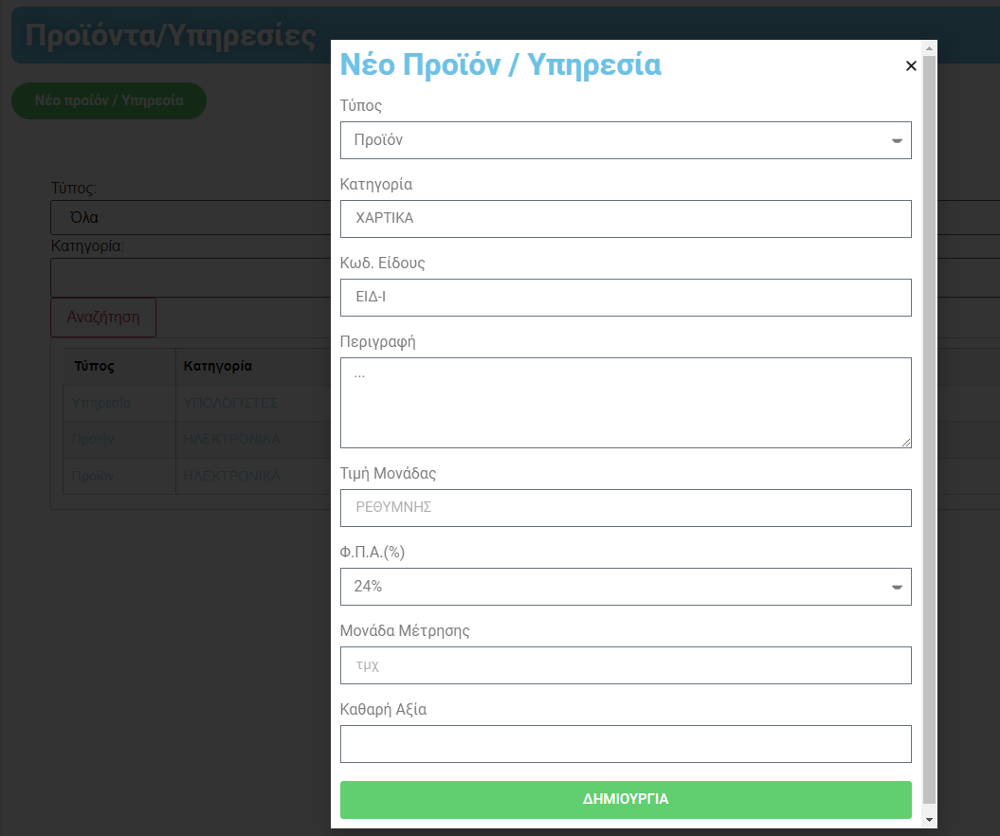 Προϊόντα/Υπηρεσίες
Νέο προϊόν / Υπηρεσία
Τύπος:
Όλα
Κατηγορία:
Αναζήτηση
Τύπος Κατηγορία
Υπηρεσία ΥΠΟΛΟΓΙΣΤΕΣ
Προϊόν ΗΛΕΚΤΡΟΝΙΚΑ
Προϊόν ΗΛΕΚΤΡΟΝΙΚΑ
Νέο Προϊόν / Υπηρεσία
Τύπος
Προϊόν
Κατηγορία
ΧΑΡΤΙΚΑ
Κωδ. Είδους
ΕΙΔ-Ι
Περιγραφή
...
Τιμή Μονάδας
ΡΕΘΥΜΝΗΣ
Φ.Π.Α.(%)
24%
Μονάδα Μέτρησης
τμχ
Καθαρή Αξία
ΔΗΜΙΟΥΡΓΙΑ